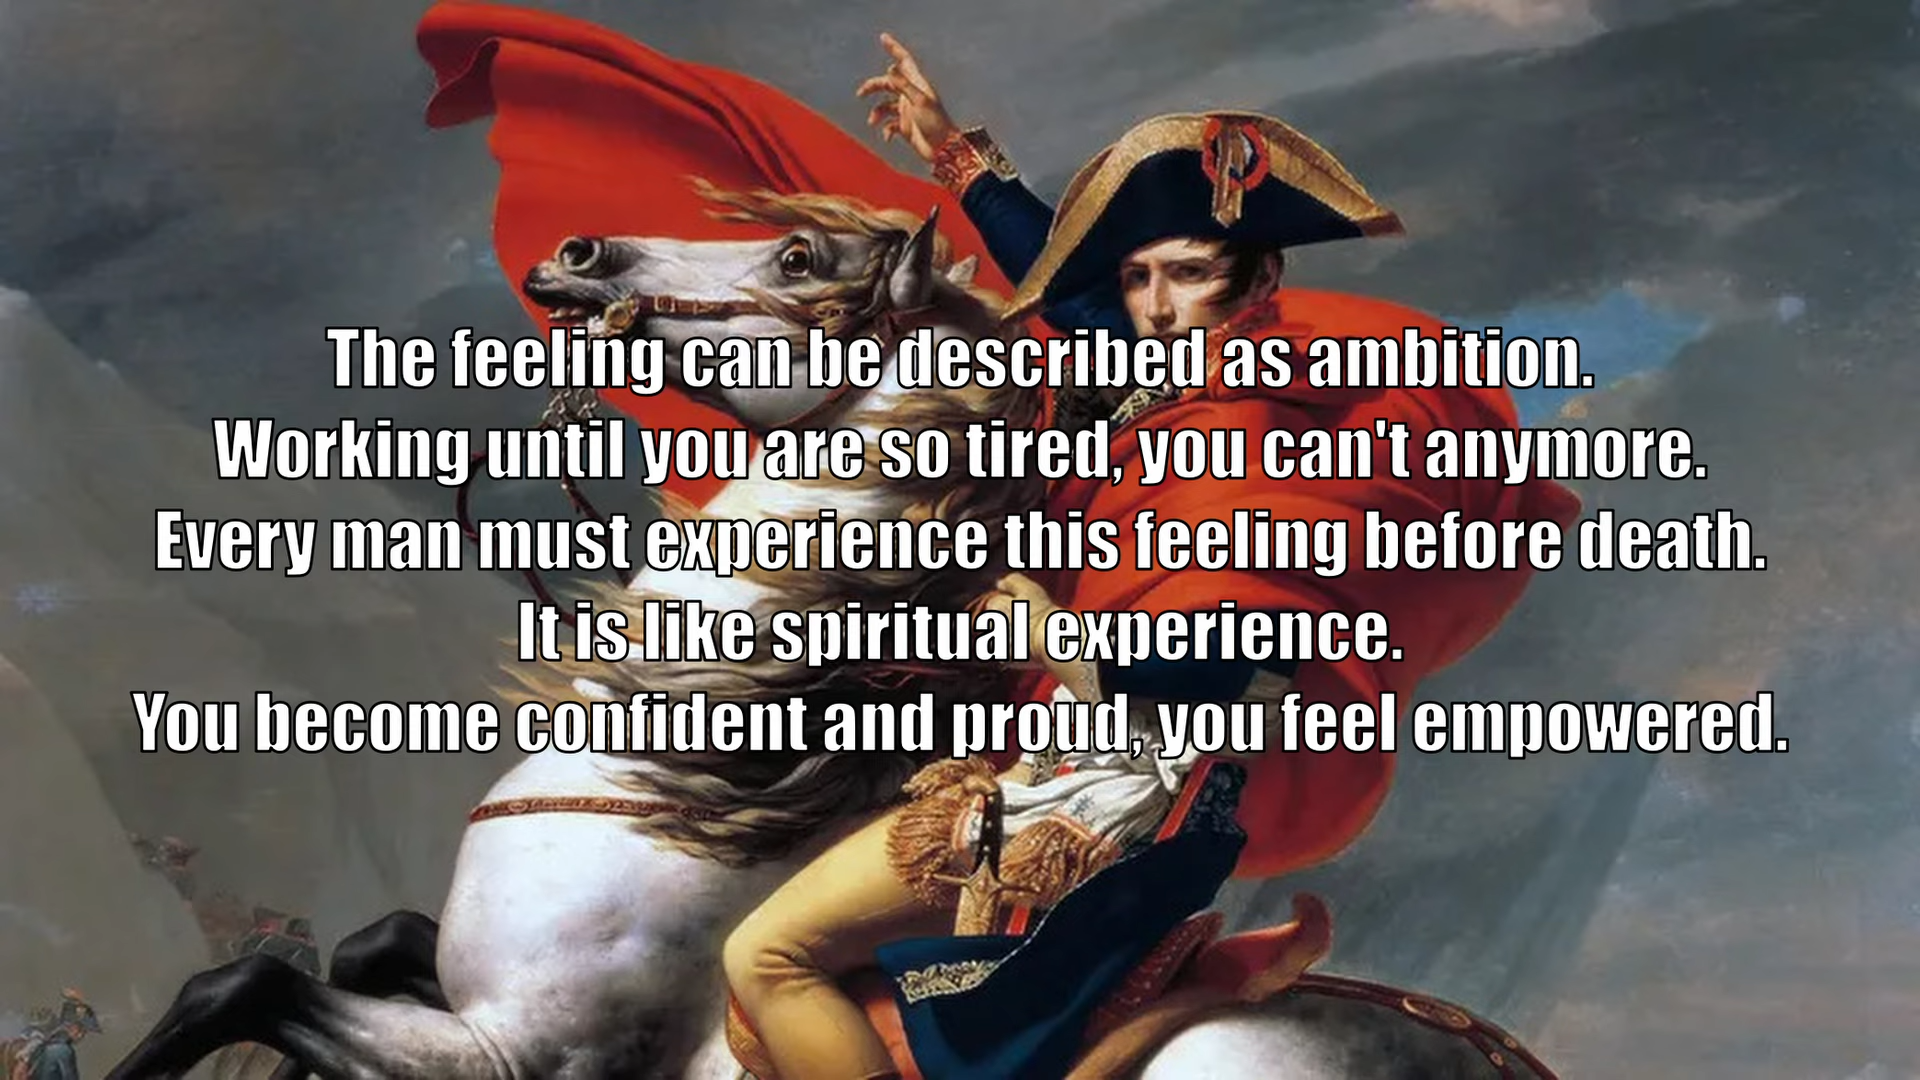 The feeling can be described as ambition.
Working until you are so tired, you can't anymore.
Every man must experience this feeling before death.
It is like spiritual experience.
You become confident and proud, you feel empowered.